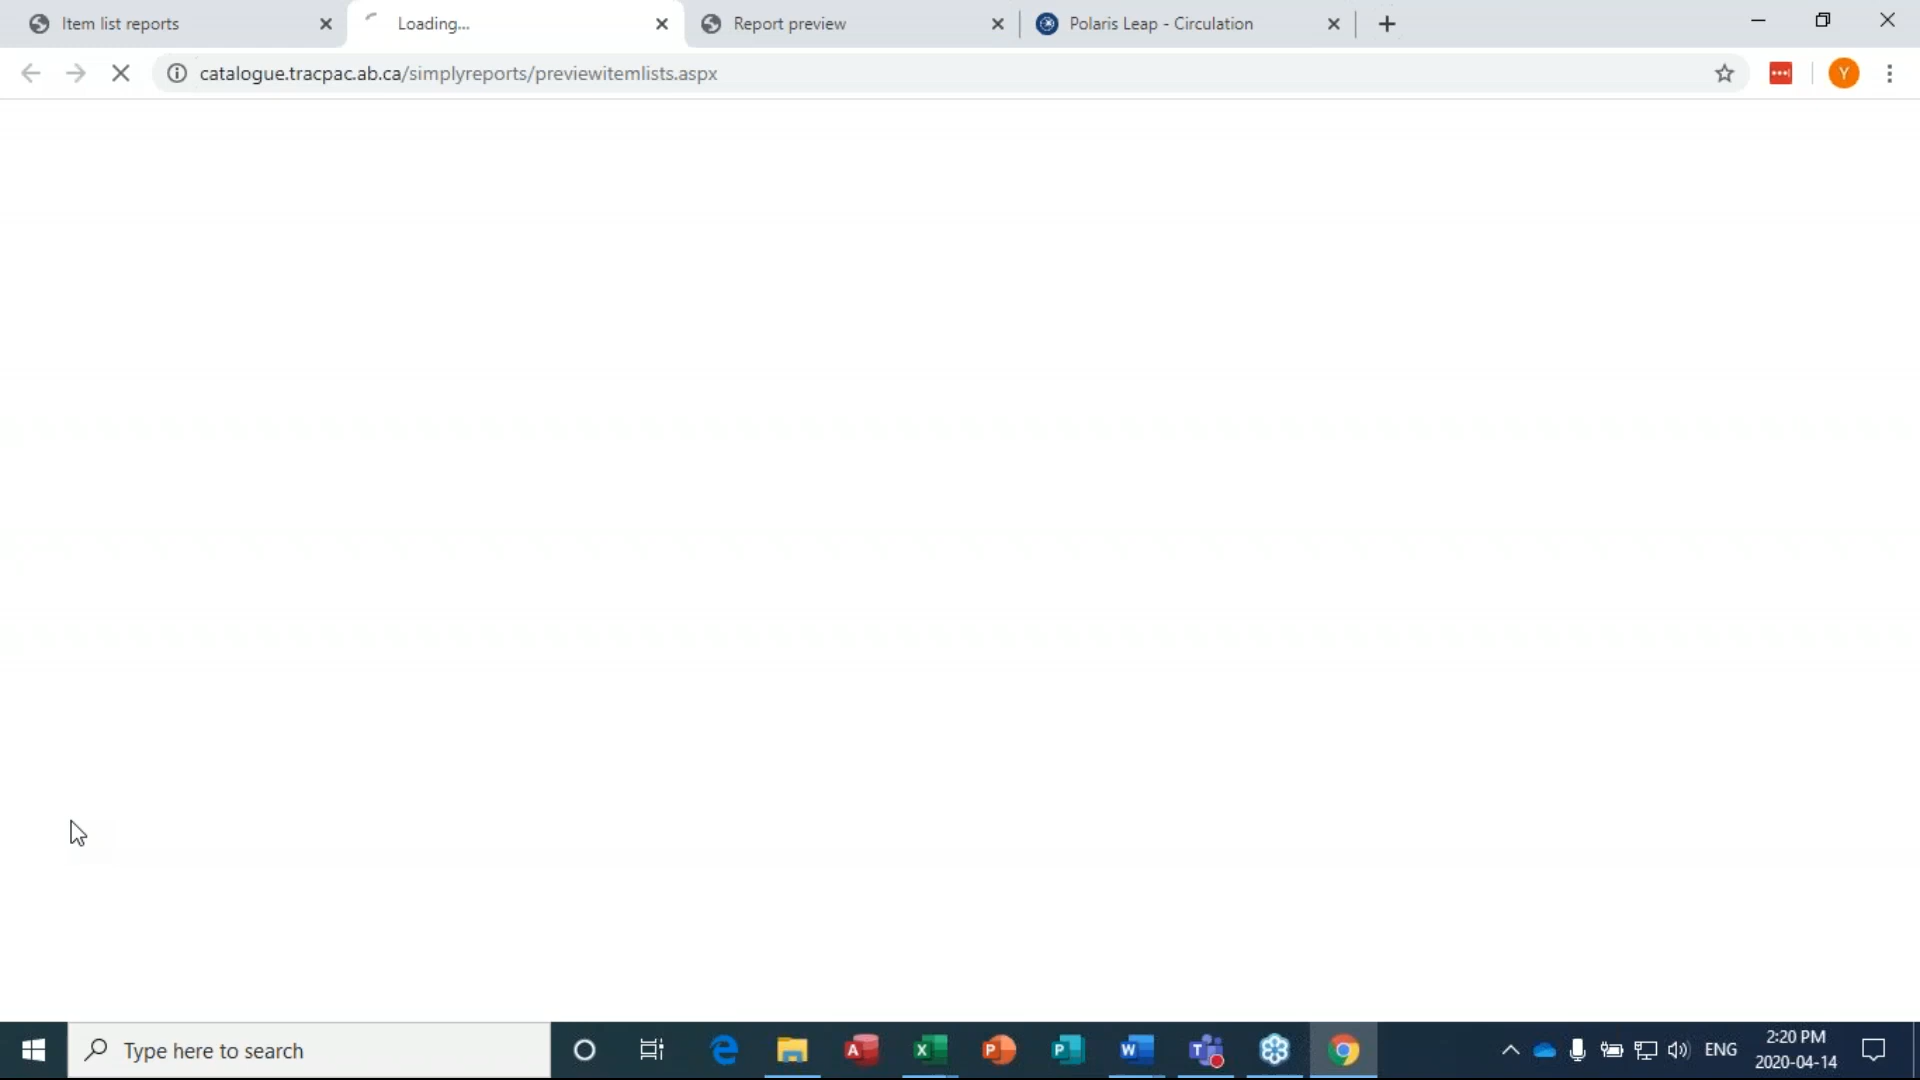 Item list reports
Loading...
Report preview
Polaris Leap - Circulation
catalogue.tracpac.ab.ca/simplyreports/previewitemlists.aspx
Y
Type here to search
A
X
P
P
W
T
ENG
2:20 PM
2020-04-14